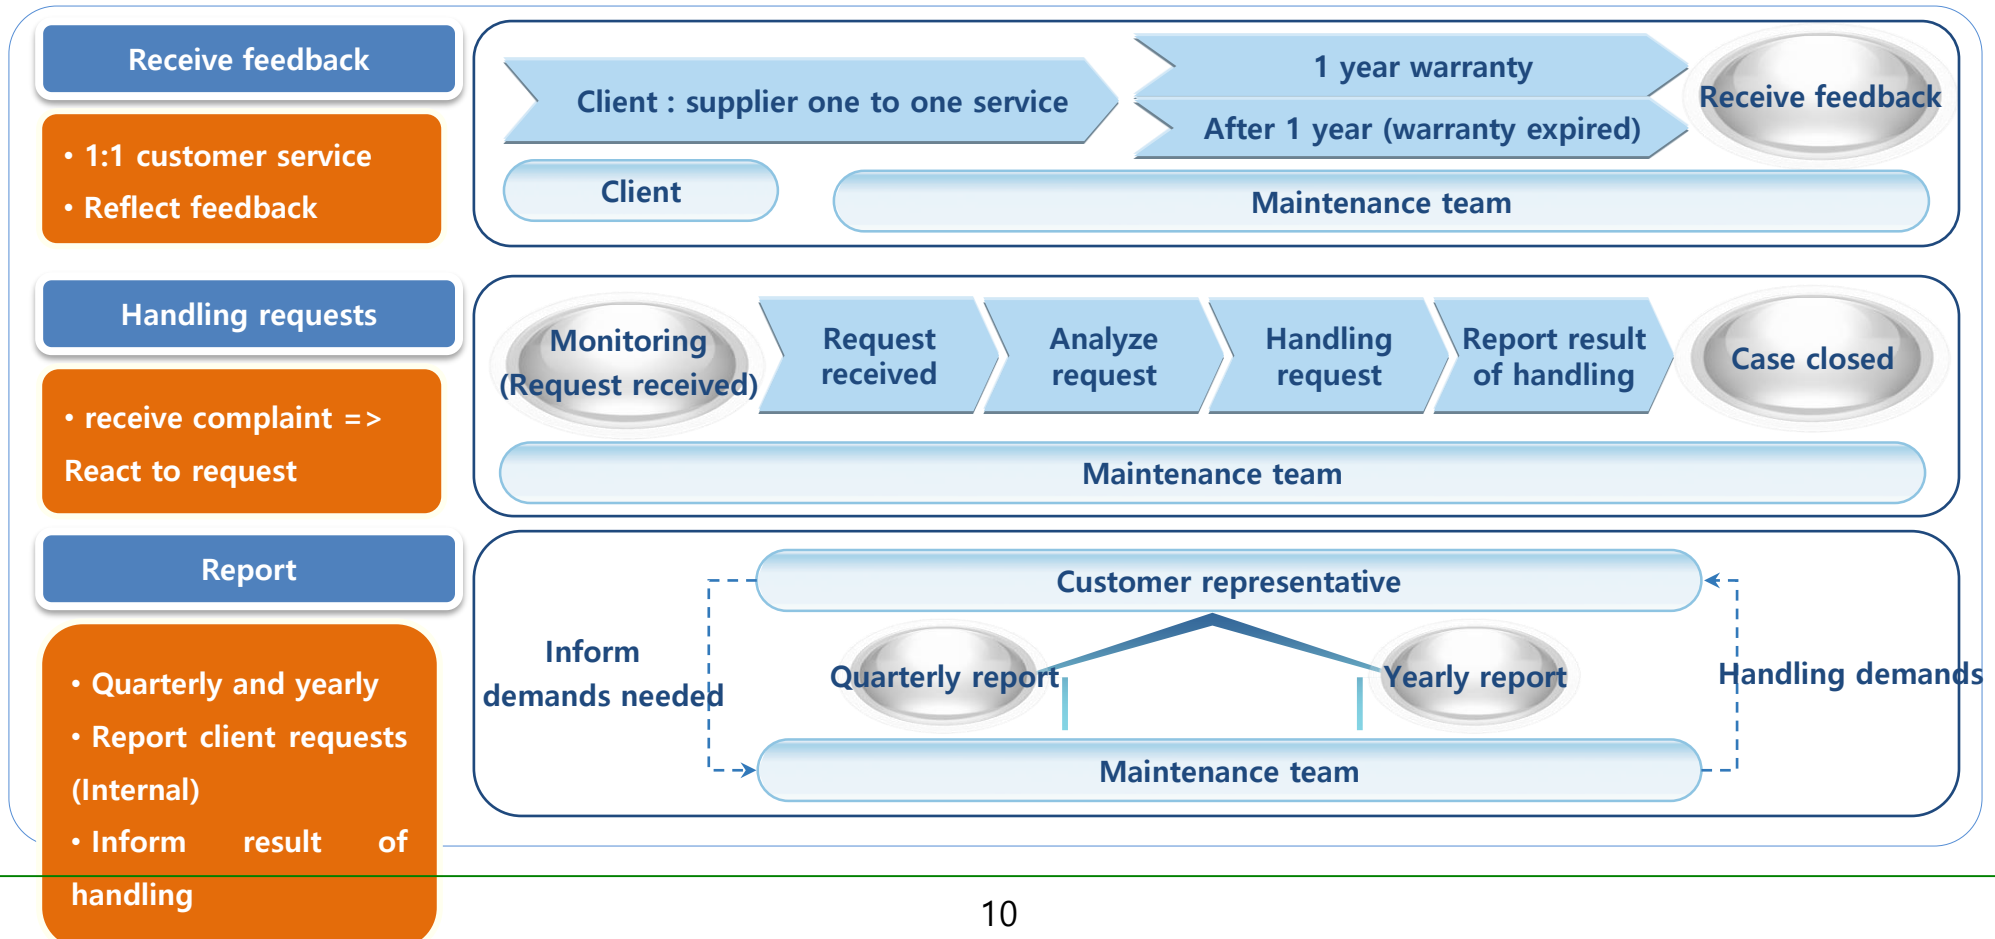 Receive feedback
• 1:1 customer service
• Reflect feedback
Client : supplier one to one service
1 year warranty
After 1 year (warranty expired)
Receive feedback
Client
Maintenance team
Handling requests
• receive complaint =>
React to request
Monitoring
(Request received)
Request
received
Analyze
request
Handling
request
Report result
of handling
Case closed
Maintenance team
Report
• Quarterly and yearly
• Report client requests
(Internal)
• Inform result of
handling
Customer representative
Inform
demands needed
Quarterly report
Yearly report
Handling demands
Maintenance team
10